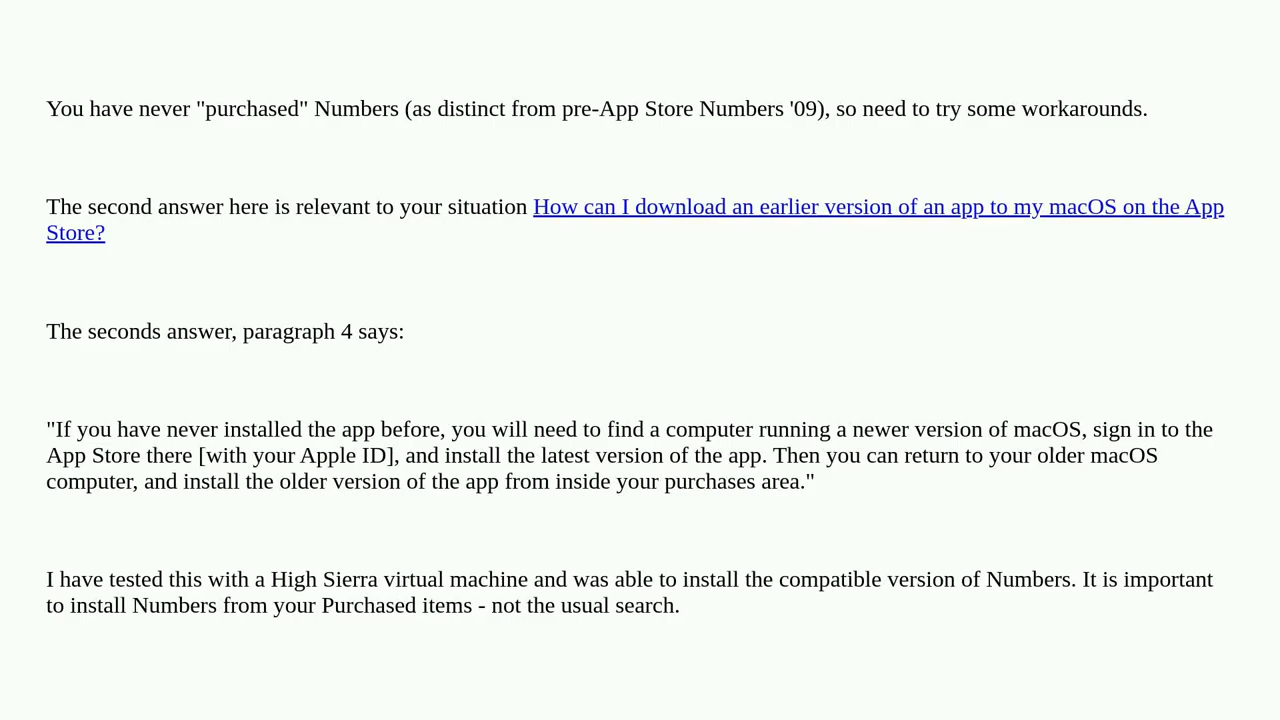 You have never "purchased" Numbers (as distinct from pre-App Store Numbers '09), so need to try some workarounds.
The second answer here is relevant to your situation How can I download an earlier version of an app to my macOS on the App
Store?
The seconds answer, paragraph 4 says:
"If you have never installed the app before, you will need to find a computer running a newer version of macOS, sign in to the
App Store there [with your Apple ID], and install the latest version of the app. Then you can return to your older macOS
computer, and install the older version of the app from inside your purchases area."
I have tested this with a High Sierra virtual machine and was able to install the compatible version of Numbers. It is important
to install Numbers from your Purchased items - not the usual search.